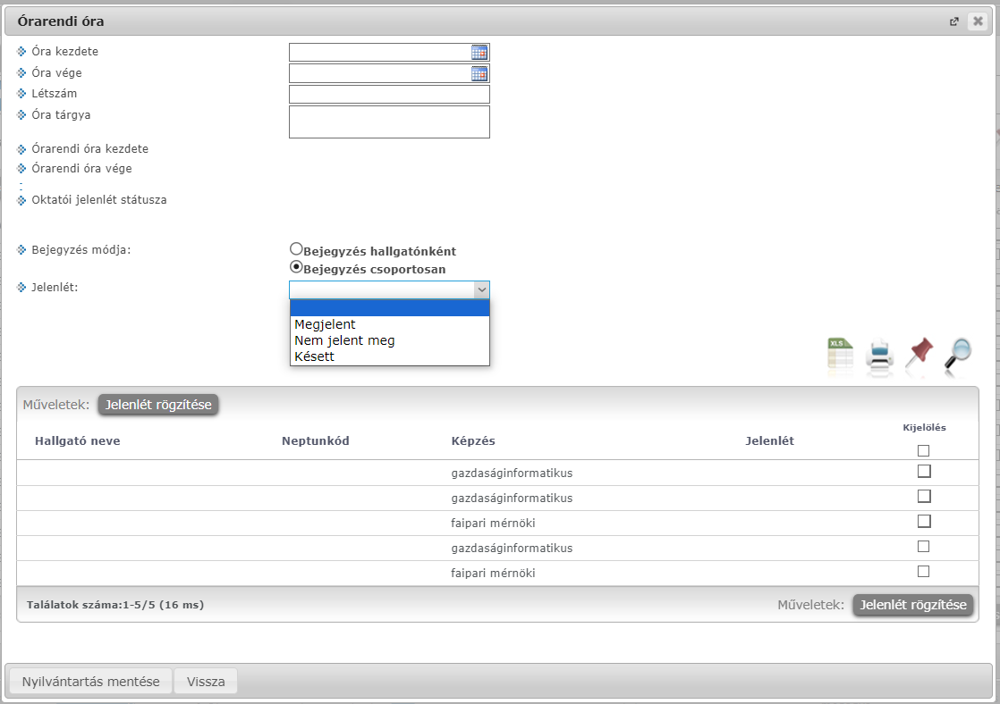 Órarendi óra
Óra kezdete
Óra vége
Létszám
Óra tárgya
Órarendi óra kezdete
Órarendi óra vége
:
Oktatói jelenlét státusza
Bejegyzés módja:
Bejegyzés hallgatónként
Bejegyzés csoportosan
Jelenlét:
Megjelent
Nem jelent meg
Késett
XLS
Műveletek: Jelenlét rögzítése
Hallgató neve Neptunkód Képzés Jelenlét Kijelölés
gazdaságinformatikus
gazdaságinformatikus
faipari mérnöki
gazdaságinformatikus
faipari mérnöki
Találatok száma:1-5/5 (16 ms) Műveletek: Jelenlét rögzítése
Nyilvántartás mentése Vissza